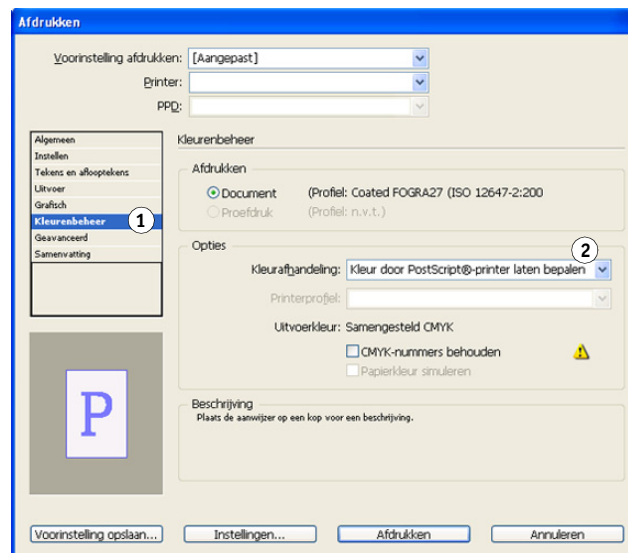 Afdrukken
Voorinstelling afdrukken: [Aangepast]
Printer:
PPD:
Algemeen
Instellen
Tekens en aflooptekens
Uitvoer
Grafisch
Kleurenbeheer 1
Geavanceerd
Samenvatting
Kleurenbeheer
Afdrukken
Document (Profiel: Coated FOGRA27 (ISO 12647-2:200
Proefdruk (Profiel: n.v.t.)
Opties
2
Kleurafhandeling: Kleur door PostScript®-printer laten bepalen
Printerprofiel:
Uitvoerkleur: Samengesteld CMYK
CMYK-nummers behouden
Papierkleur simuleren
P
Beschrijving
Plaats de aanwijzer op een kop voor een beschrijving.
Voorinstelling opslaan... Instellingen... Afdrukken Annuleren